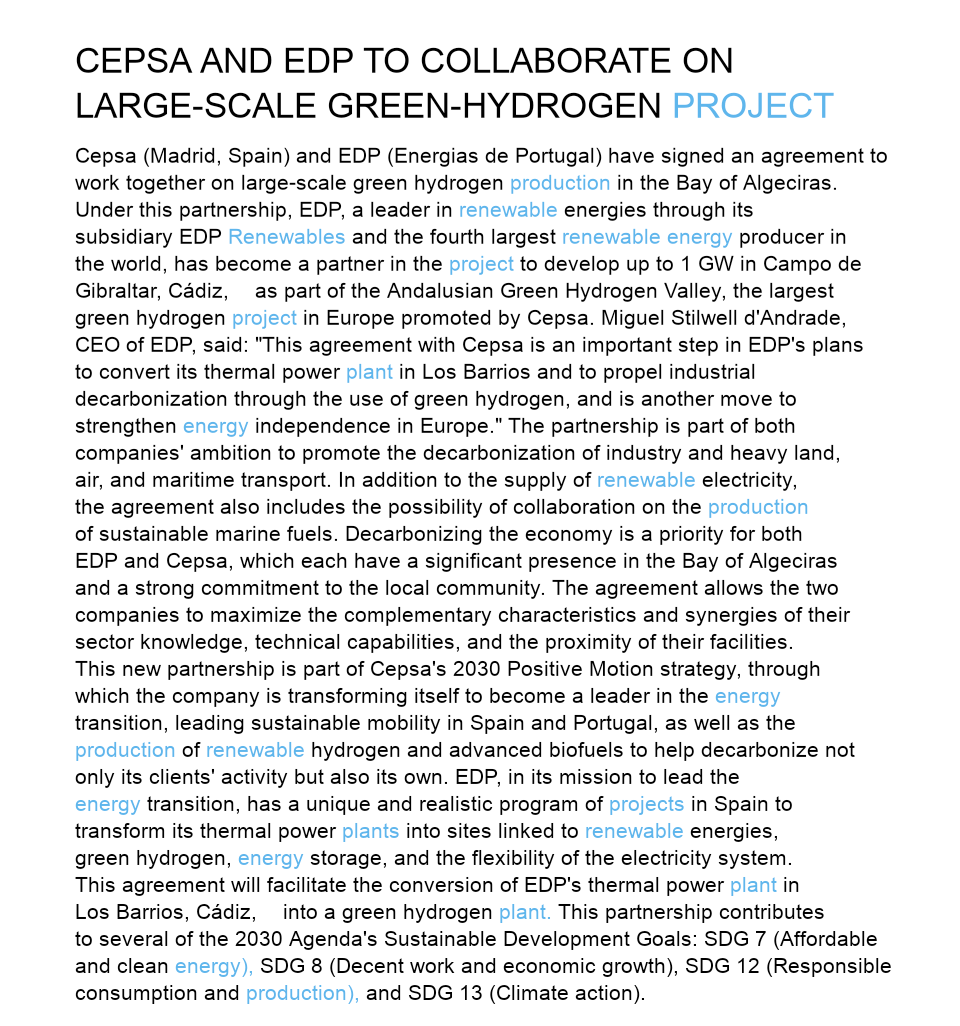 CEPSA AND EDP TO COLLABORATE ON
LARGE-SCALE GREEN-HYDROGEN PROJECT
Cepsa (Madrid, Spain) and EDP (Energias de Portugal) have signed an agreement to
work together on large-scale green hydrogen production in the Bay of Algeciras.
Under this partnership, EDP, a leader in renewable energies through its
subsidiary EDP Renewables and the fourth largest renewable energy producer in
the world, has become a partner in the project to develop up to 1 GW in Campo de
Gibraltar, Cádiz, as part of the Andalusian Green Hydrogen Valley, the largest
green hydrogen project in Europe promoted by Cepsa. Miguel Stilwell d'Andrade,
CEO of EDP, said: "This agreement with Cepsa is an important step in EDP's plans
to convert its thermal power plant in Los Barrios and to propel industrial
decarbonization through the use of green hydrogen, and is another move to
strengthen energy independence in Europe." The partnership is part of both
companies' ambition to promote the decarbonization of industry and heavy land,
air, and maritime transport. In addition to the supply of renewable electricity,
the agreement also includes the possibility of collaboration on the production
of sustainable marine fuels. Decarbonizing the economy is a priority for both
EDP and Cepsa, which each have a significant presence in the Bay of Algeciras
and a strong commitment to the local community. The agreement allows the two
companies to maximize the complementary characteristics and synergies of their
sector knowledge, technical capabilities, and the proximity of their facilities.
This new partnership is part of Cepsa's 2030 Positive Motion strategy, through
which the company is transforming itself to become a leader in the energy
transition, leading sustainable mobility in Spain and Portugal, as well as the
production of renewable hydrogen and advanced biofuels to help decarbonize not
only its clients' activity but also its own. EDP, in its mission to lead the
energy transition, has a unique and realistic program of projects in Spain to
transform its thermal power plants into sites linked to renewable energies,
green hydrogen, energy storage, and the flexibility of the electricity system.
This agreement will facilitate the conversion of EDP's thermal power plant in
Los Barrios, Cádiz, into a green hydrogen plant. This partnership contributes
to several of the 2030 Agenda's Sustainable Development Goals: SDG 7 (Affordable
and clean energy), SDG 8 (Decent work and economic growth), SDG 12 (Responsible
consumption and production), and SDG 13 (Climate action).